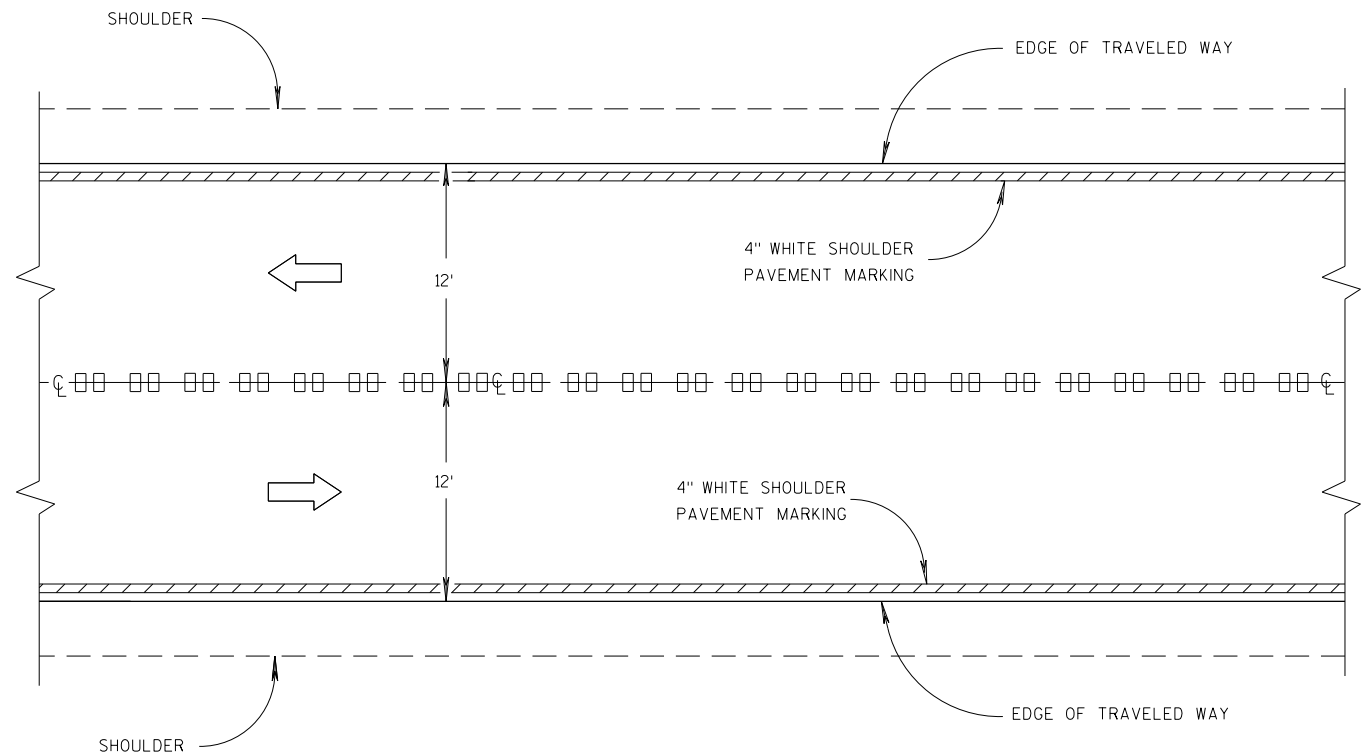 SHOULDER
EDGE OF TRAVELED WAY
4" WHITE SHOULDER
PAVEMENT MARKING
12'
℄ ℄ ℄
12'
4" WHITE SHOULDER
PAVEMENT MARKING
EDGE OF TRAVELED WAY
SHOULDER